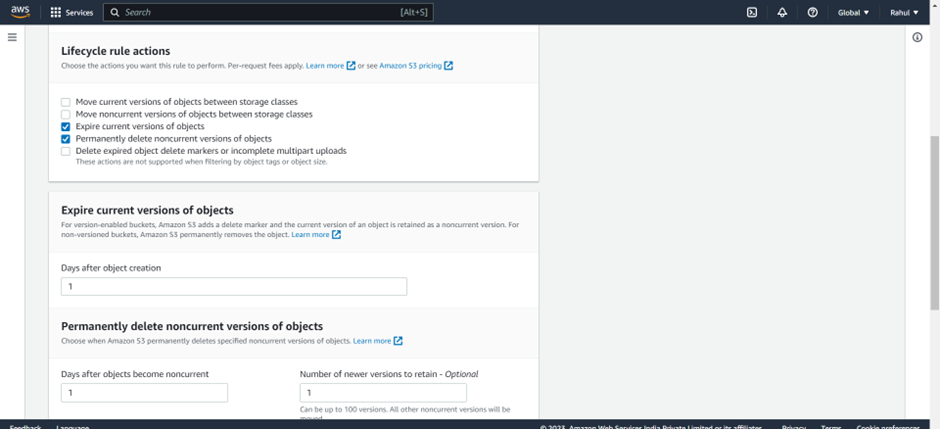 aws
Services
Search
[Alt+S]
Global
Rahul
Lifecycle rule actions
Choose the actions you want this rule to perform. Per-request fees apply. Learn more or see Amazon S3 pricing
Move current versions of objects between storage classes
Move noncurrent versions of objects between storage classes
Expire current versions of objects
Permanently delete noncurrent versions of objects
Delete expired object delete markers or incomplete multipart uploads
These actions are not supported when filtering by object tags or object size.
Expire current versions of objects
For version-enabled buckets, Amazon S3 adds a delete marker and the current version of an object is retained as a noncurrent version. For
non-versioned buckets, Amazon S3 permanently removes the object. Learn more
Days after object creation
1
Permanently delete noncurrent versions of objects
Choose when Amazon S3 permanently deletes specified noncurrent versions of objects. Learn more
Days after objects become noncurrent
1
Number of newer versions to retain - Optional
1
Can be up to 100 versions. All other noncurrent versions will be
moved.
Feedback
Language
© 2023, Amazon Web Services India Private Limited or its affiliates.
Privacy
Terms
Cookie preferences